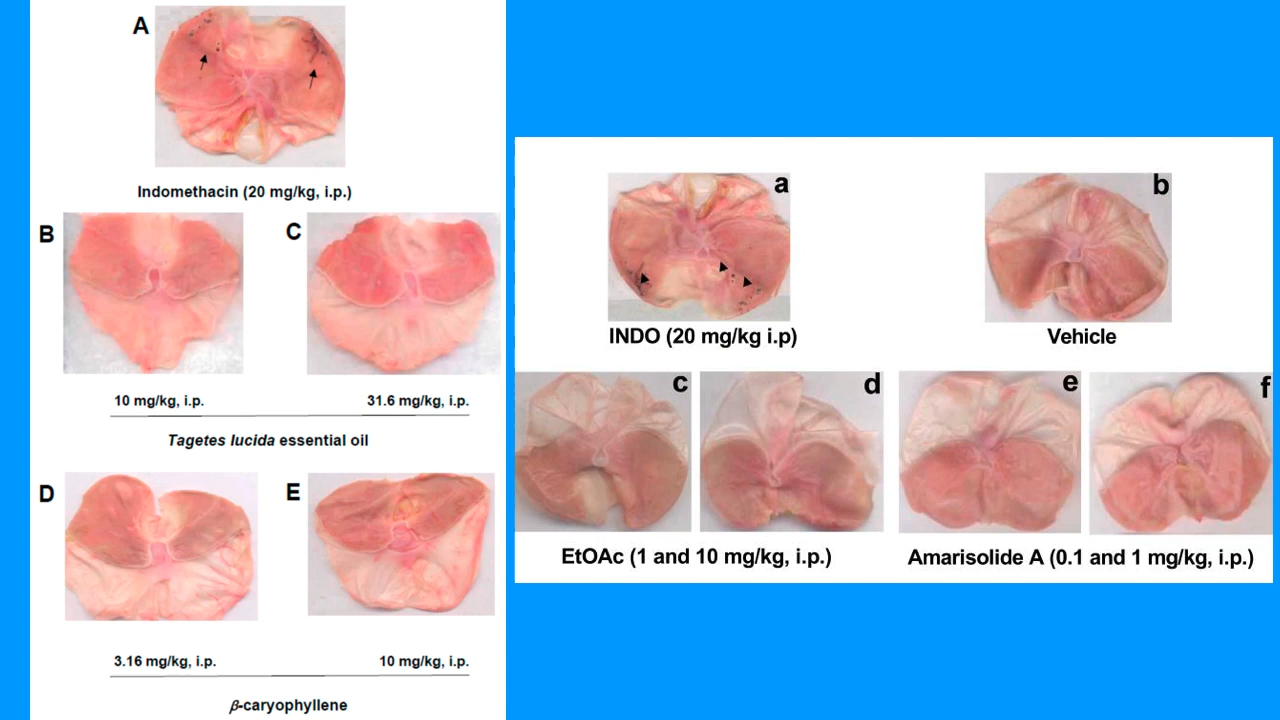 A
Indomethacin (20 mg/kg, i.p.)
B
C
10 mg/kg, i.p.
31.6 mg/kg, i.p.
Tagetes lucida essential oil
D
E
3.16 mg/kg, i.p.
10 mg/kg, i.p.
β-caryophyllene
a
b
INDO (20 mg/kg i.p)
Vehicle
c
d
e
f
EtOAc (1 and 10 mg/kg, i.p.)
Amarisolide A (0.1 and 1 mg/kg, i.p.)